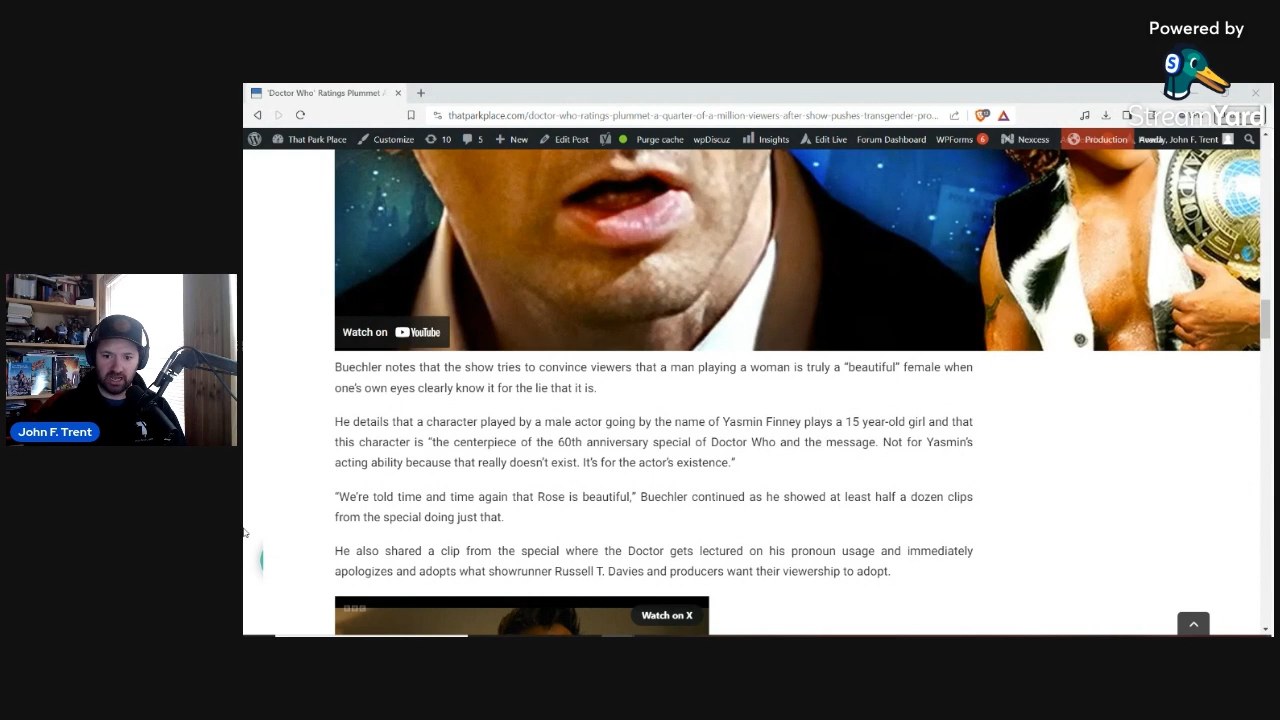 Powered by
S
StreamYard
'Doctor Who' Ratings Plummet
thatparkplace.com/doctor-who-ratings-plummet-a-quarter-of-a-million-viewers-after-show-pushes-transgender-pro...
That Park Place Customize 10 5 New Edit Post Purge cache wpDiscuz Insights Edit Live Forum Dashboard WPForms 6 Nexcess Production John F. Trent
Watch on YouTube
Buechler notes that the show tries to convince viewers that a man playing a woman is truly a “beautiful” female when
one’s own eyes clearly know it for the lie that it is.
He details that a character played by a male actor going by the name of Yasmin Finney plays a 15 year-old girl and that
this character is “the centerpiece of the 60th anniversary special of Doctor Who and the message. Not for Yasmin’s
acting ability because that really doesn’t exist. It’s for the actor’s existence.”
“We’re told time and time again that Rose is beautiful,” Buechler continued as he showed at least half a dozen clips
from the special doing just that.
He also shared a clip from the special where the Doctor gets lectured on his pronoun usage and immediately
apologizes and adopts what showrunner Russell T. Davies and producers want their viewership to adopt.
BBC
Watch on X
John F. Trent